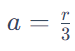 a = r/3